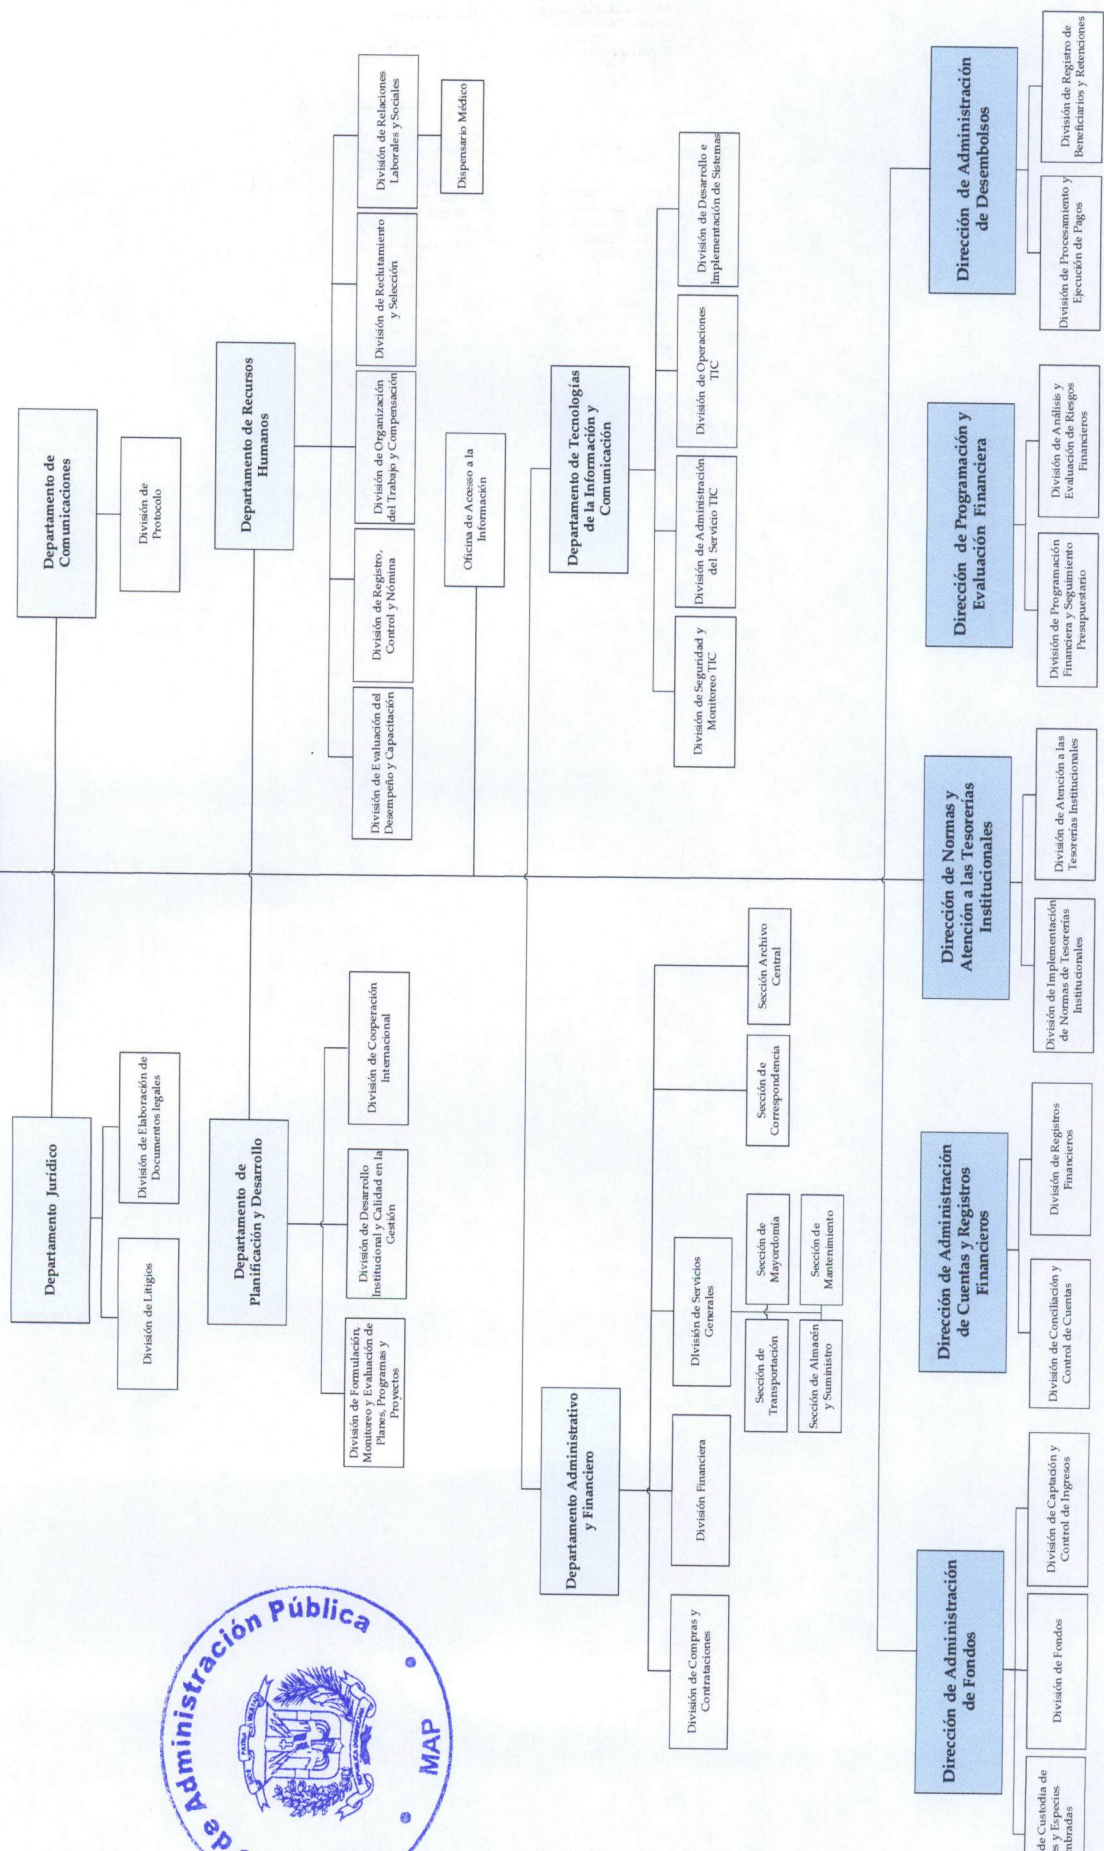 Departamento Jurídico
División de Litigios
División de Elaboración de
Documentos legales
Departamento de
Comunicaciones
División de
Protocolo
Departamento de
Planificación y Desarrollo
División de Formulación,
Monitoreo y Evaluación de
Planes, Programas y
Proyectos
División de Desarrollo
Institucional y Calidad en la
Gestión
División de Cooperación
Internacional
Departamento de Recursos
Humanos
División de Evaluación del
Desempeño y Capacitación
División de Registro,
Control y Nómina
División de Organización
del Trabajo y Compensación
División de Reclutamiento
y Selección
División de Relaciones
Laborales y Sociales
Dispensario Médico
Oficina de Accesso a la
Información
Departamento Administrativo
y Financiero
División de Compras y
Contrataciones
División Financiera
DIvisión de Servicios
Generales
Sección de
Transportación
Sección de
Mayordomía
Sección de Almacén
y Suministro
Sección de
Mantenimiento
Sección de
Correspondencia
Sección Archivo
Central
Departamento de Tecnologías
de la Información y
Comunicación
División de Seguridad y
Monitoreo TIC
División de Administración
del Servicio TIC
División de Operaciones
TIC
División de Desarrollo e
Implementación de Sistemas
Dirección de Administración
de Fondos
de Custodia de
es y Especies
mbradas
División de Fondos
División de Captación y
Control de Ingresos
Dirección de Administración
de Cuentas y Registros
Financieros
División de Conciliación y
Control de Cuentas
División de Registros
Financieros
Dirección de Normas y
Atención a las Tesorerías
Institucionales
División de Implementación
de Normas de Tesorerías
Institucionales
División de Atención a las
Tesorerías Institucionales
Dirección de Programación y
Evaluación Financiera
División de Programación
Financiera y Seguimiento
Presupuestario
División de Análisis y
Evaluación de Riesgos
Financieros
Dirección de Administración
de Desembolsos
División de Procesamiento y
Ejecución de Pagos
División de Registro de
Beneficiarios y Retenciones
de Administración Pública
MAP